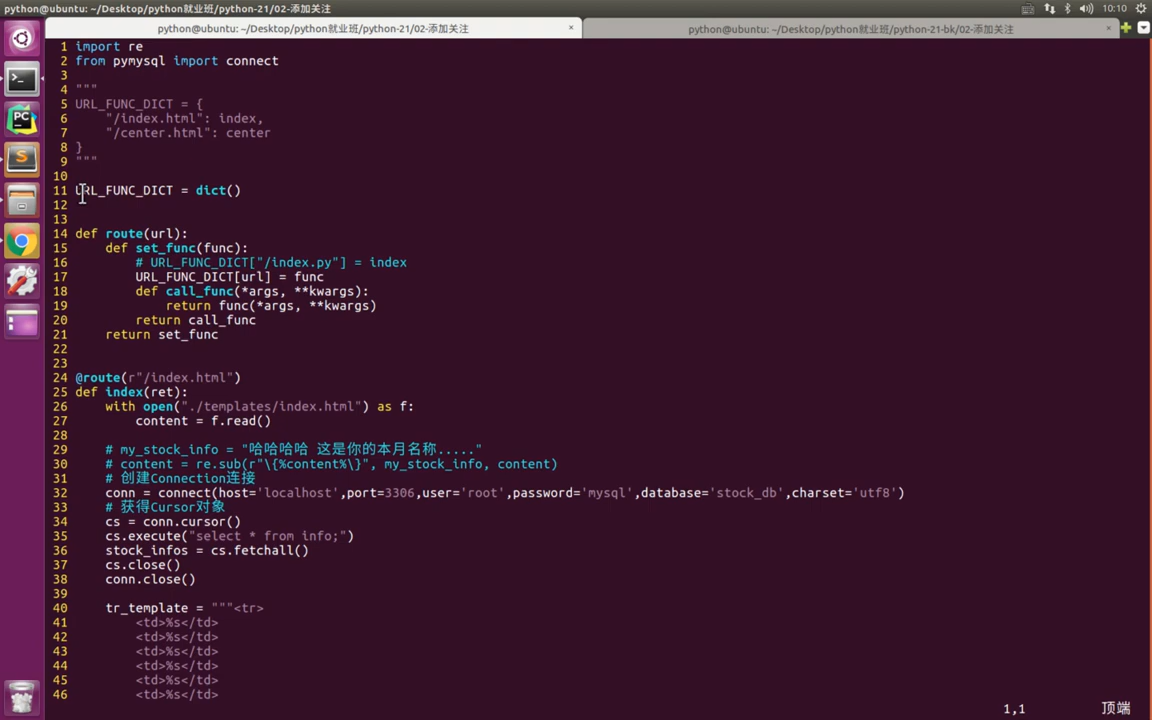 python@ubuntu: ~/Desktop/python就业班/python-21/02-添加关注
10:10
python@ubuntu: ~/Desktop/python就业班/python-21/02-添加关注 ×
python@ubuntu: ~/Desktop/python就业班/python-21-bk/02-添加关注 ×
1 import re
2 from pymysql import connect
3
4 """
5 URL_FUNC_DICT = {
6     "/index.html": index,
7     "/center.html": center
8 }
9 """
10
11 URL_FUNC_DICT = dict()
12
13
14 def route(url):
15     def set_func(func):
16         # URL_FUNC_DICT["/index.py"] = index
17         URL_FUNC_DICT[url] = func
18         def call_func(*args, **kwargs):
19             return func(*args, **kwargs)
20         return call_func
21     return set_func
22
23
24 @route(r"/index.html")
25 def index(ret):
26     with open("./templates/index.html") as f:
27         content = f.read()
28
29     # my_stock_info = "哈哈哈哈 这是你的本月名称....."
30     # content = re.sub(r"\{%content%\}", my_stock_info, content)
31     # 创建Connection连接
32     conn = connect(host='localhost',port=3306,user='root',password='mysql',database='stock_db',charset='utf8')
33     # 获得Cursor对象
34     cs = conn.cursor()
35     cs.execute("select * from info;")
36     stock_infos = cs.fetchall()
37     cs.close()
38     conn.close()
39
40     tr_template = """<tr>
41         <td>%s</td>
42         <td>%s</td>
43         <td>%s</td>
44         <td>%s</td>
45         <td>%s</td>
46         <td>%s</td>
1,1 顶端